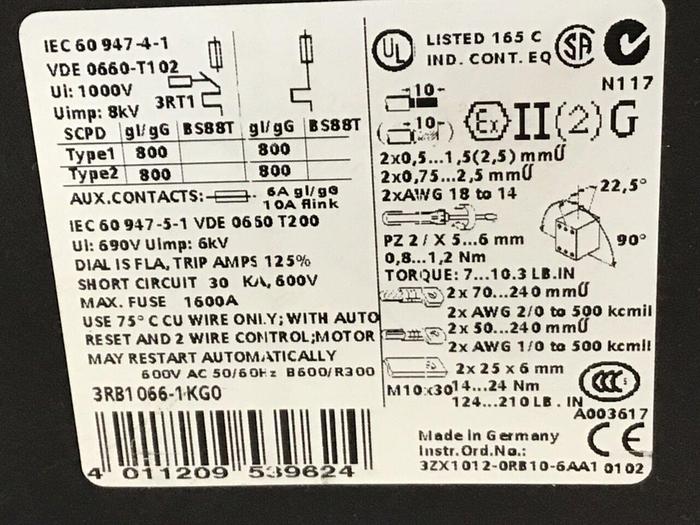 IEC 60 947-4-1
VDE 0660-T102
Ui: 1000V
Uimp: 8kV 3RT1
SCPD gl/gG BS88T gl/gG BS88T
Type1 800 800
Type2 800 800
AUX.CONTACTS: 6A gl/gG
10A flink
IEC 60 947-5-1 VDE 0660 T200
Ui: 690V Uimp: 6kV
DIAL IS FLA, TRIP AMPS 125%
SHORT CIRCUIT 30 KA, 600V
MAX. FUSE 1600A
USE 75° C CU WIRE ONLY; WITH AUTO
RESET AND 2 WIRE CONTROL;MOTOR
MAY RESTART AUTOMATICALLY
600V AC 50/60Hz B600/R300
3RB1066-1KG0
4 011209 539624
UL LISTED 165 C
IND. CONT. EQ
SA
N117
10
10
Ex II (2) G
2x0,5...1,5(2,5) mmÛ
2x0,75...2,5 mmÛ
2xAWG 18 to 14
22,5°
90°
PZ 2 / X 5...6 mm
0,8...1,2 Nm
TORQUE: 7...10.3 LB.IN
2x 70...240 mmÛ
2x AWG 2/0 to 500 kcmil
2x 50...240 mmÛ
2x AWG 1/0 to 500 kcmil
2x 25 x 6 mm
M10x30 14...24 Nm
124...210 LB . IN
CCC
A003617
Made in Germany
Instr.Ord.No.:
3ZX1012-0RB10-6AA1 0102
CE